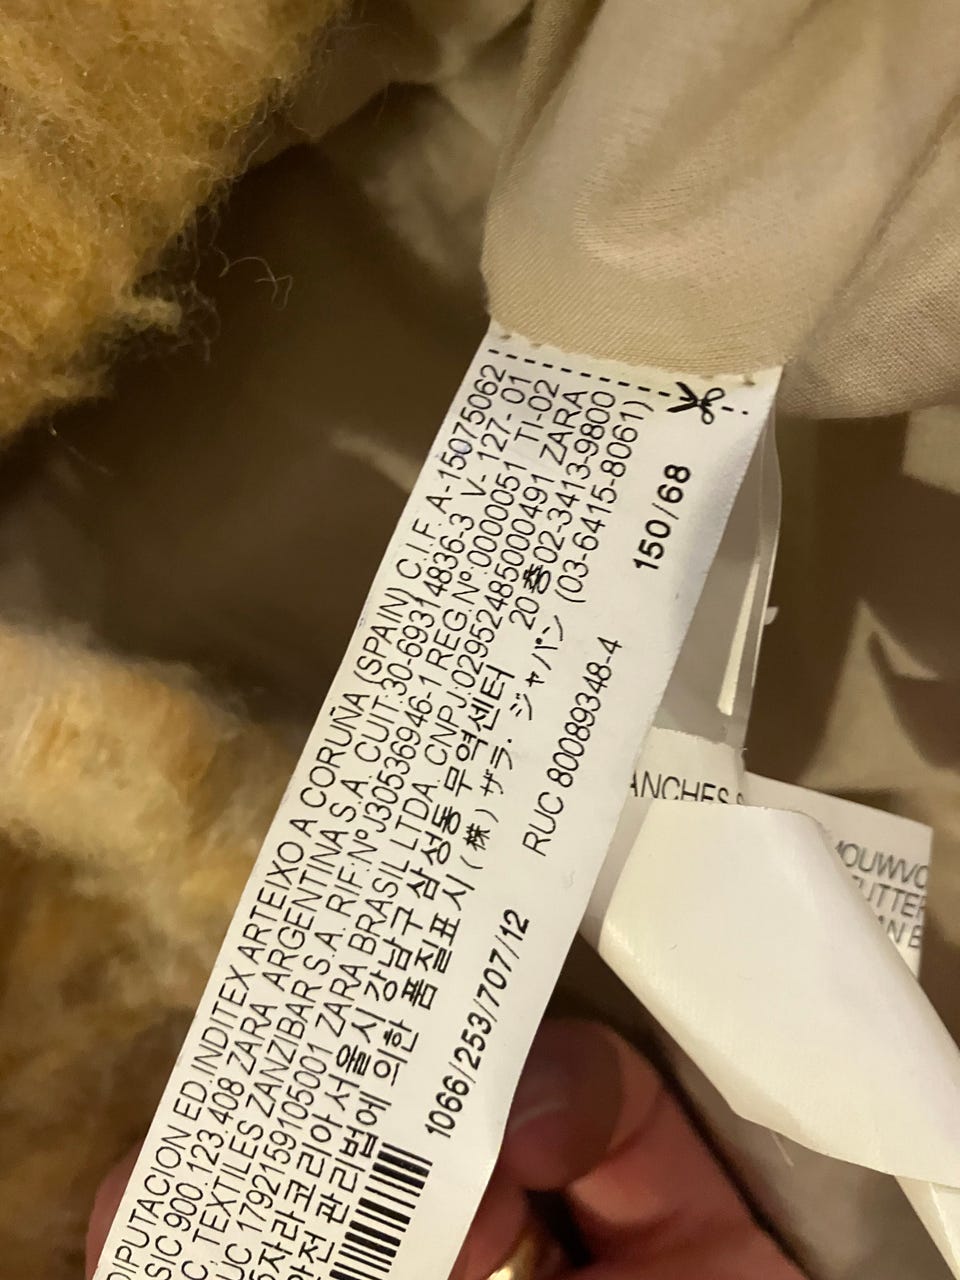 DIPUTACION ED.INDITEX ARTEIXO A CORUÑA (SPAIN) C.I.F. A-15075062
SIC 900.123.408 ZARA ARGENTINA S.A. CUIT:30-69314836-3 V- 127- 01
C. TEXTILES ZANZIBAR S.A. RIF:Nº J30536946-1 REG.Nº.0000051 TI-02
UC 1792159105001 ZARA BRASIL LTDA. CNPJ:02952485000491 ZARA
자라코리아 서울시 강남구 삼성동 무역센터 20층 02-3413-9800
안전관리법에 의한 품질표시 (株) ザラ・ジャパン (03-6415-8061)
RUC 80089348-4
150/68
1066/253/707/12
ANCHES